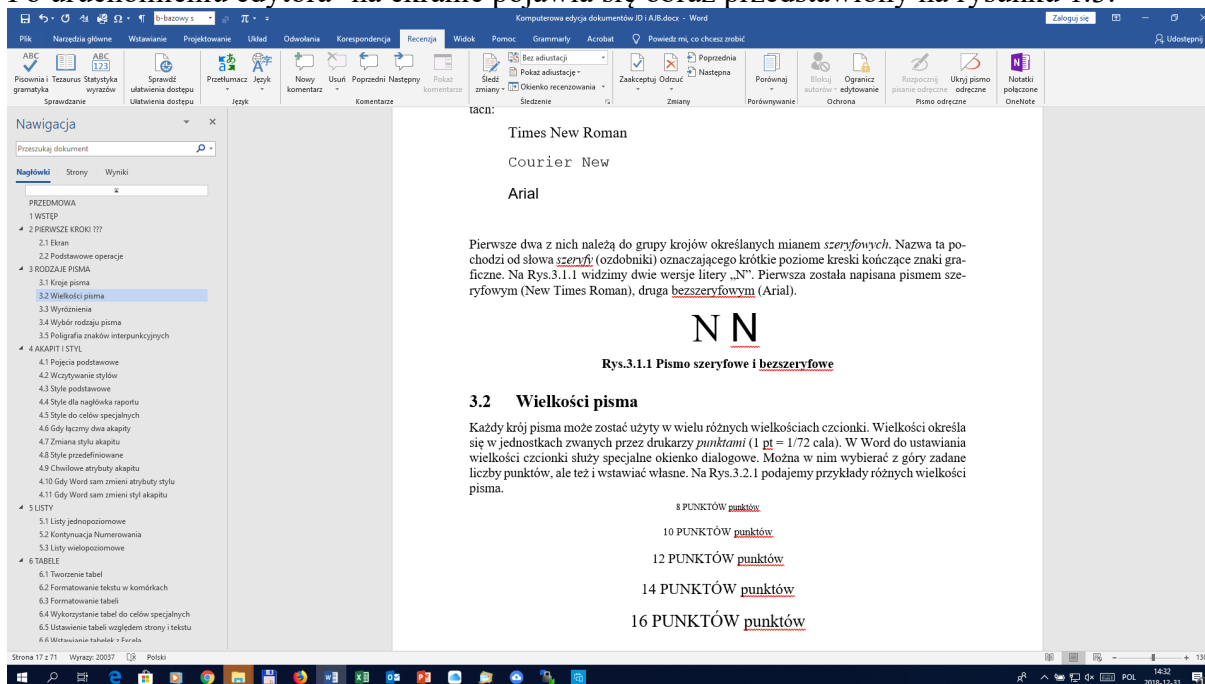 b-bazowy s
Komputerowa edycja dokumentów JD i AJB.docx - Word
Zaloguj się
Plik Narzędzia główne Wstawianie Projektowanie Układ Odwołania Korespondencja Recenzja Widok Pomoc Grammarly Acrobat Powiedz mi, co chcesz zrobić
Udostępnij
Pisownia i gramatyka
Tezaurus
Statystyka wyrazów
Sprawdzanie
Sprawdź ułatwienia dostępu
Ułatwienia dostępu
Przetłumacz
Język
Język
Nowy komentarz
Usuń
Poprzedni
Następny
Pokaż komentarze
Komentarze
Śledź zmiany
Bez adiustacji
Pokaż adiustację
Okienko recenzowania
Śledzenie
Zaakceptuj
Odrzuć
Poprzednia
Następna
Zmiany
Porównaj
Porównywanie
Blokuj autorów
Ogranicz edytowanie
Ochrona
Rozpocznij pisanie odręczne
Ukryj pismo odręczne
Pismo odręczne
Notatki połączone
OneNote
Nawigacja
Przeszukaj dokument
Nagłówki Strony Wyniki
PRZEDMOWA
1 WSTĘP
2 PIERWSZE KROKI ???
2.1 Ekran
2.2 Podstawowe operacje
3 RODZAJE PISMA
3.1 Kroje pisma
3.2 Wielkości pisma
3.3 Wyróżnienia
3.4 Wybór rodzaju pisma
3.5 Poligrafia znaków interpunkcyjnych
4 AKAPIT I STYL
4.1 Pojęcia podstawowe
4.2 Wczytywanie stylów
4.3 Style podstawowe
4.4 Style dla nagłówka raportu
4.5 Style do celów specjalnych
4.6 Gdy łączmy dwa akapity
4.7 Zmiana stylu akapitu
4.8 Style predefiniowane
4.9 Chwilowe atrybuty akapitu
4.10 Gdy Word sam zmieni atrybuty stylu
4.11 Gdy Word sam zmieni styl akapitu
5 LISTY
5.1 Listy jednopoziomowe
5.2 Kontynuacja Numerowania
5.3 Listy wielopoziomowe
6 TABELE
6.1 Tworzenie tabel
6.2 Formatowanie tekstu w komórkach
6.3 Formatowanie tabeli
6.4 Wykorzystanie tabel do celów specjalnych
6.5 Ustawienie tabeli względem strony i tekstu
6.6 Wstawianie tabelek z Excela
tach:
Times New Roman
Courier New
Arial
Pierwsze dwa z nich należą do grupy krojów określanych mianem szeryfowych. Nazwa ta po-
chodzi od słowa szeryfy (ozdobniki) oznaczającego krótkie poziome kreski kończące znaki gra-
ficzne. Na Rys.3.1.1 widzimy dwie wersje litery „N”. Pierwsza została napisana pismem sze-
ryfowym (New Times Roman), druga bezszeryfowym (Arial).
N N
Rys.3.1.1 Pismo szeryfowe i bezszeryfowe
3.2 Wielkości pisma
Każdy krój pisma może zostać użyty w wielu różnych wielkościach czcionki. Wielkości określa
się w jednostkach zwanych przez drukarzy punktami (1 pt = 1/72 cala). W Word do ustawiania
wielkości czcionki służy specjalne okienko dialogowe. Można w nim wybierać z góry zadane
liczby punktów, ale też i wstawiać własne. Na Rys.3.2.1 podajemy przykłady różnych wielkości
pisma.
8 PUNKTÓW punktów
10 PUNKTÓW punktów
12 PUNKTÓW punktów
14 PUNKTÓW punktów
16 PUNKTÓW punktów
Strona 17 z 71 Wyrazy: 20037 Polski
POL
14:32
2018-12-31